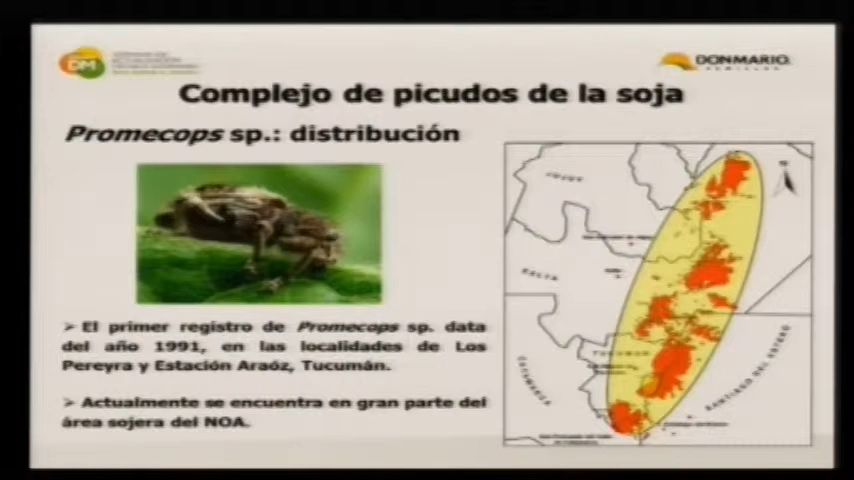 DM
DONMARIO
SEMILLAS
Complejo de picudos de la soja
Promecops sp.: distribución
JUJUY
SALTA
TUCUMAN
CATAMARCA
SANTIAGO DEL ESTERO
➢ El primer registro de Promecops sp. data
del año 1991, en las localidades de Los
Pereyra y Estación Araóz, Tucumán.
➢ Actualmente se encuentra en gran parte del
área sojera del NOA.